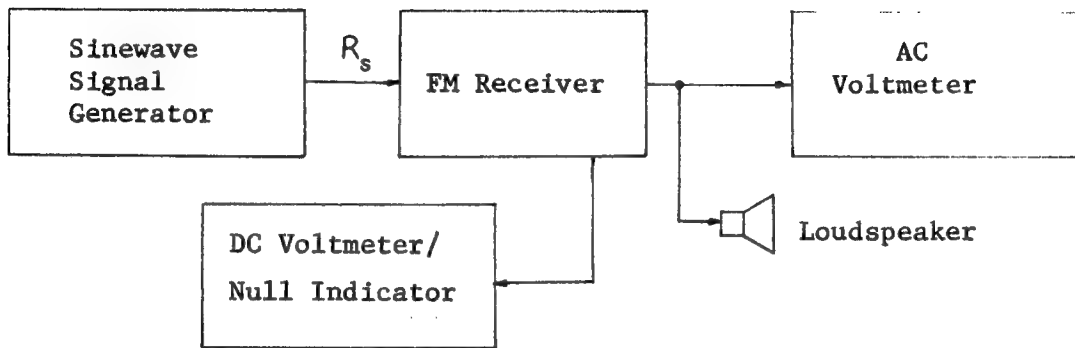 Sinewave
Signal
Generator
R_s
FM Receiver
AC
Voltmeter
DC Voltmeter/
Null Indicator
Loudspeaker